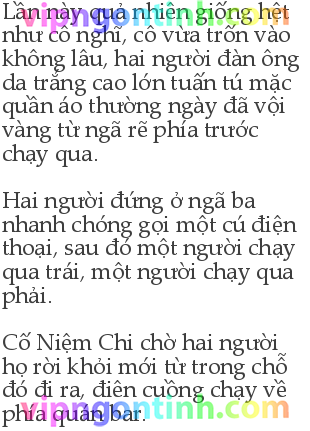 Lần này quả nhiên giống hệt
như cô nghĩ, cô vừa trốn vào
không lâu, hai người đàn ông
da trắng cao lớn tuấn tú mặc
quần áo thường ngày đã vội
vàng từ ngã rẽ phía trước
chạy qua.
Hai người đứng ở ngã ba
nhanh chóng gọi một cú điện
thoại, sau đó một người chạy
qua trái, một người chạy qua
phải.
Cố Niệm Chi chờ hai người
họ rời khỏi mới từ trong chỗ
đó đi ra, điên cuồng chạy về
phía quán bar.
vipngontinh.com
vipngontinh.com